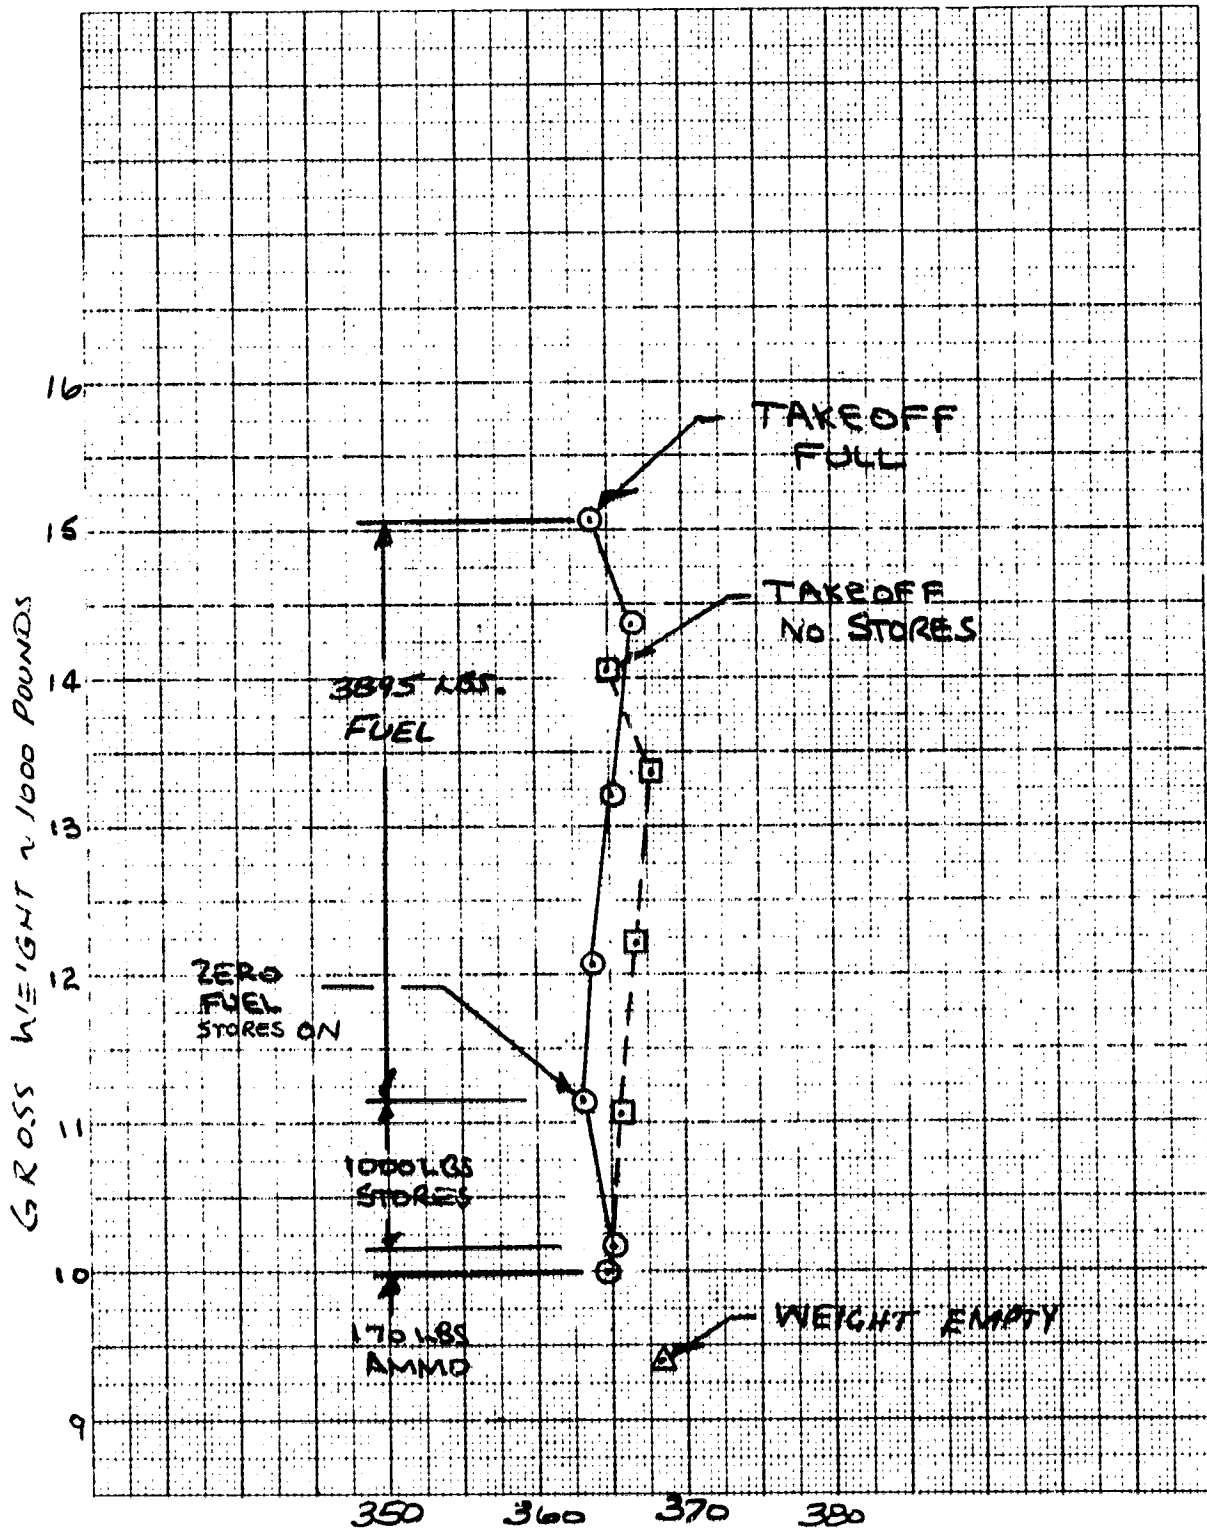 16
TAKEOFF
FULL
15
TAKEOFF
NO STORES
14
3895 LBS.
FUEL
GROSS WEIGHT ~ 1000 POUNDS
13
ZERO
FUEL
STORES ON
12
11
1000 LBS
STORES
10
170 LBS
AMMO
WEIGHT EMPTY
9
350 360 370 380